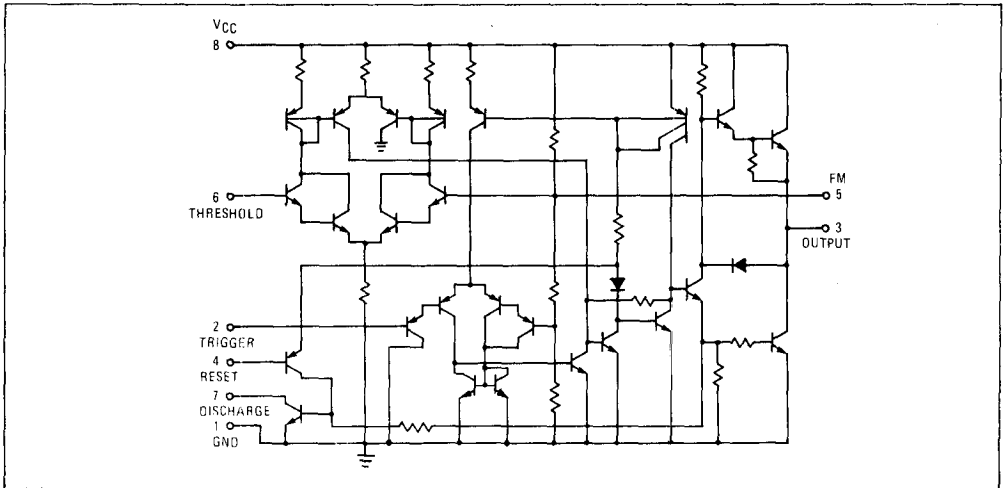 VCC
8
6
THRESHOLD
FM
5
3
OUTPUT
2
TRIGGER
4
RESET
7
DISCHARGE
1
GND